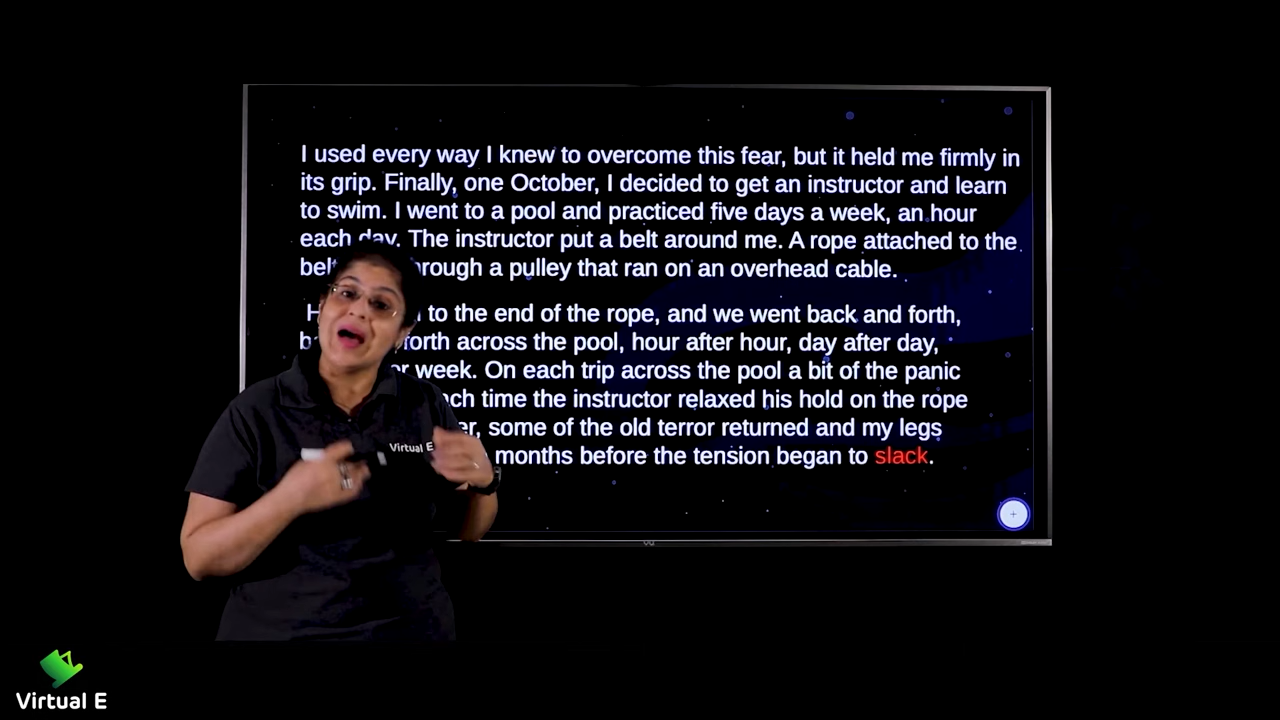 I used every way I knew to overcome this fear, but it held me firmly in
its grip. Finally, one October, I decided to get an instructor and learn
to swim. I went to a pool and practiced five days a week, an hour
each day. The instructor put a belt around me. A rope attached to the
through a pulley that ran on an overhead cable.
to the end of the rope, and we went back and forth,
forth across the pool, hour after hour, day after day,
week. On each trip across the pool a bit of the panic
time the instructor relaxed his hold on the rope
some of the old terror returned and my legs
months before the tension began to slack.
Virtual E
Virtual E